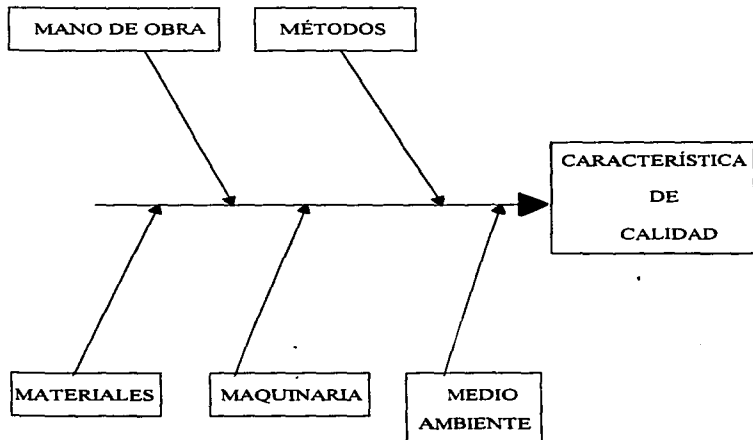 MANO DE OBRA
MÉTODOS
CARACTERÍSTICA
DE
CALIDAD
MATERIALES
MAQUINARIA
MEDIO
AMBIENTE